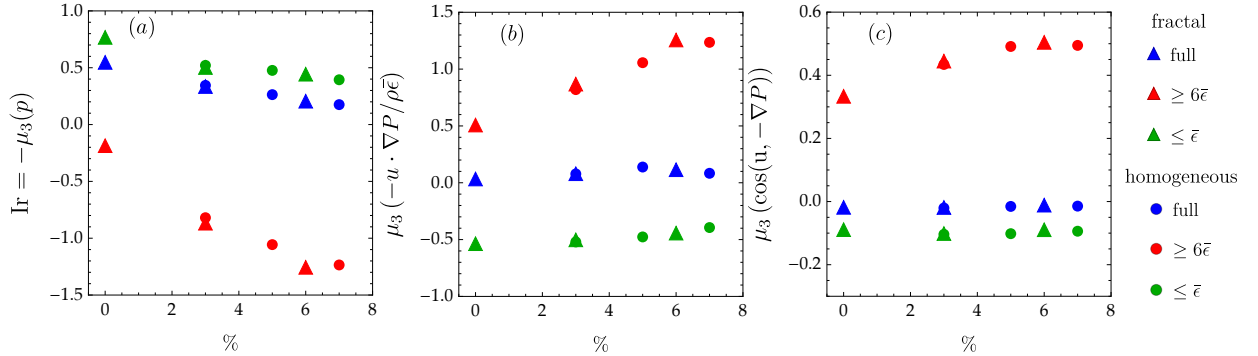 (a)
Ir = −μ₃(p)
1.0
0.5
0.0
−0.5
−1.0
−1.5
0 2 4 6 8
%
(b)
μ₃ (−u · ∇P/ρε̄)
1.5
1.0
0.5
0.0
−0.5
−1.0
0 2 4 6 8
%
(c)
μ₃ (cos(u, −∇P))
0.6
0.4
0.2
0.0
−0.2
0 2 4 6 8
%
fractal
full
≥ 6ε̄
≤ ε̄
homogeneous
full
≥ 6ε̄
≤ ε̄